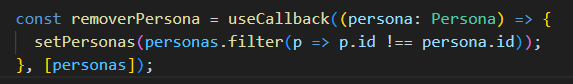 const removerPersona = useCallback((persona: Persona) => {
  setPersonas(personas.filter(p => p.id !== persona.id));
}, [personas]);